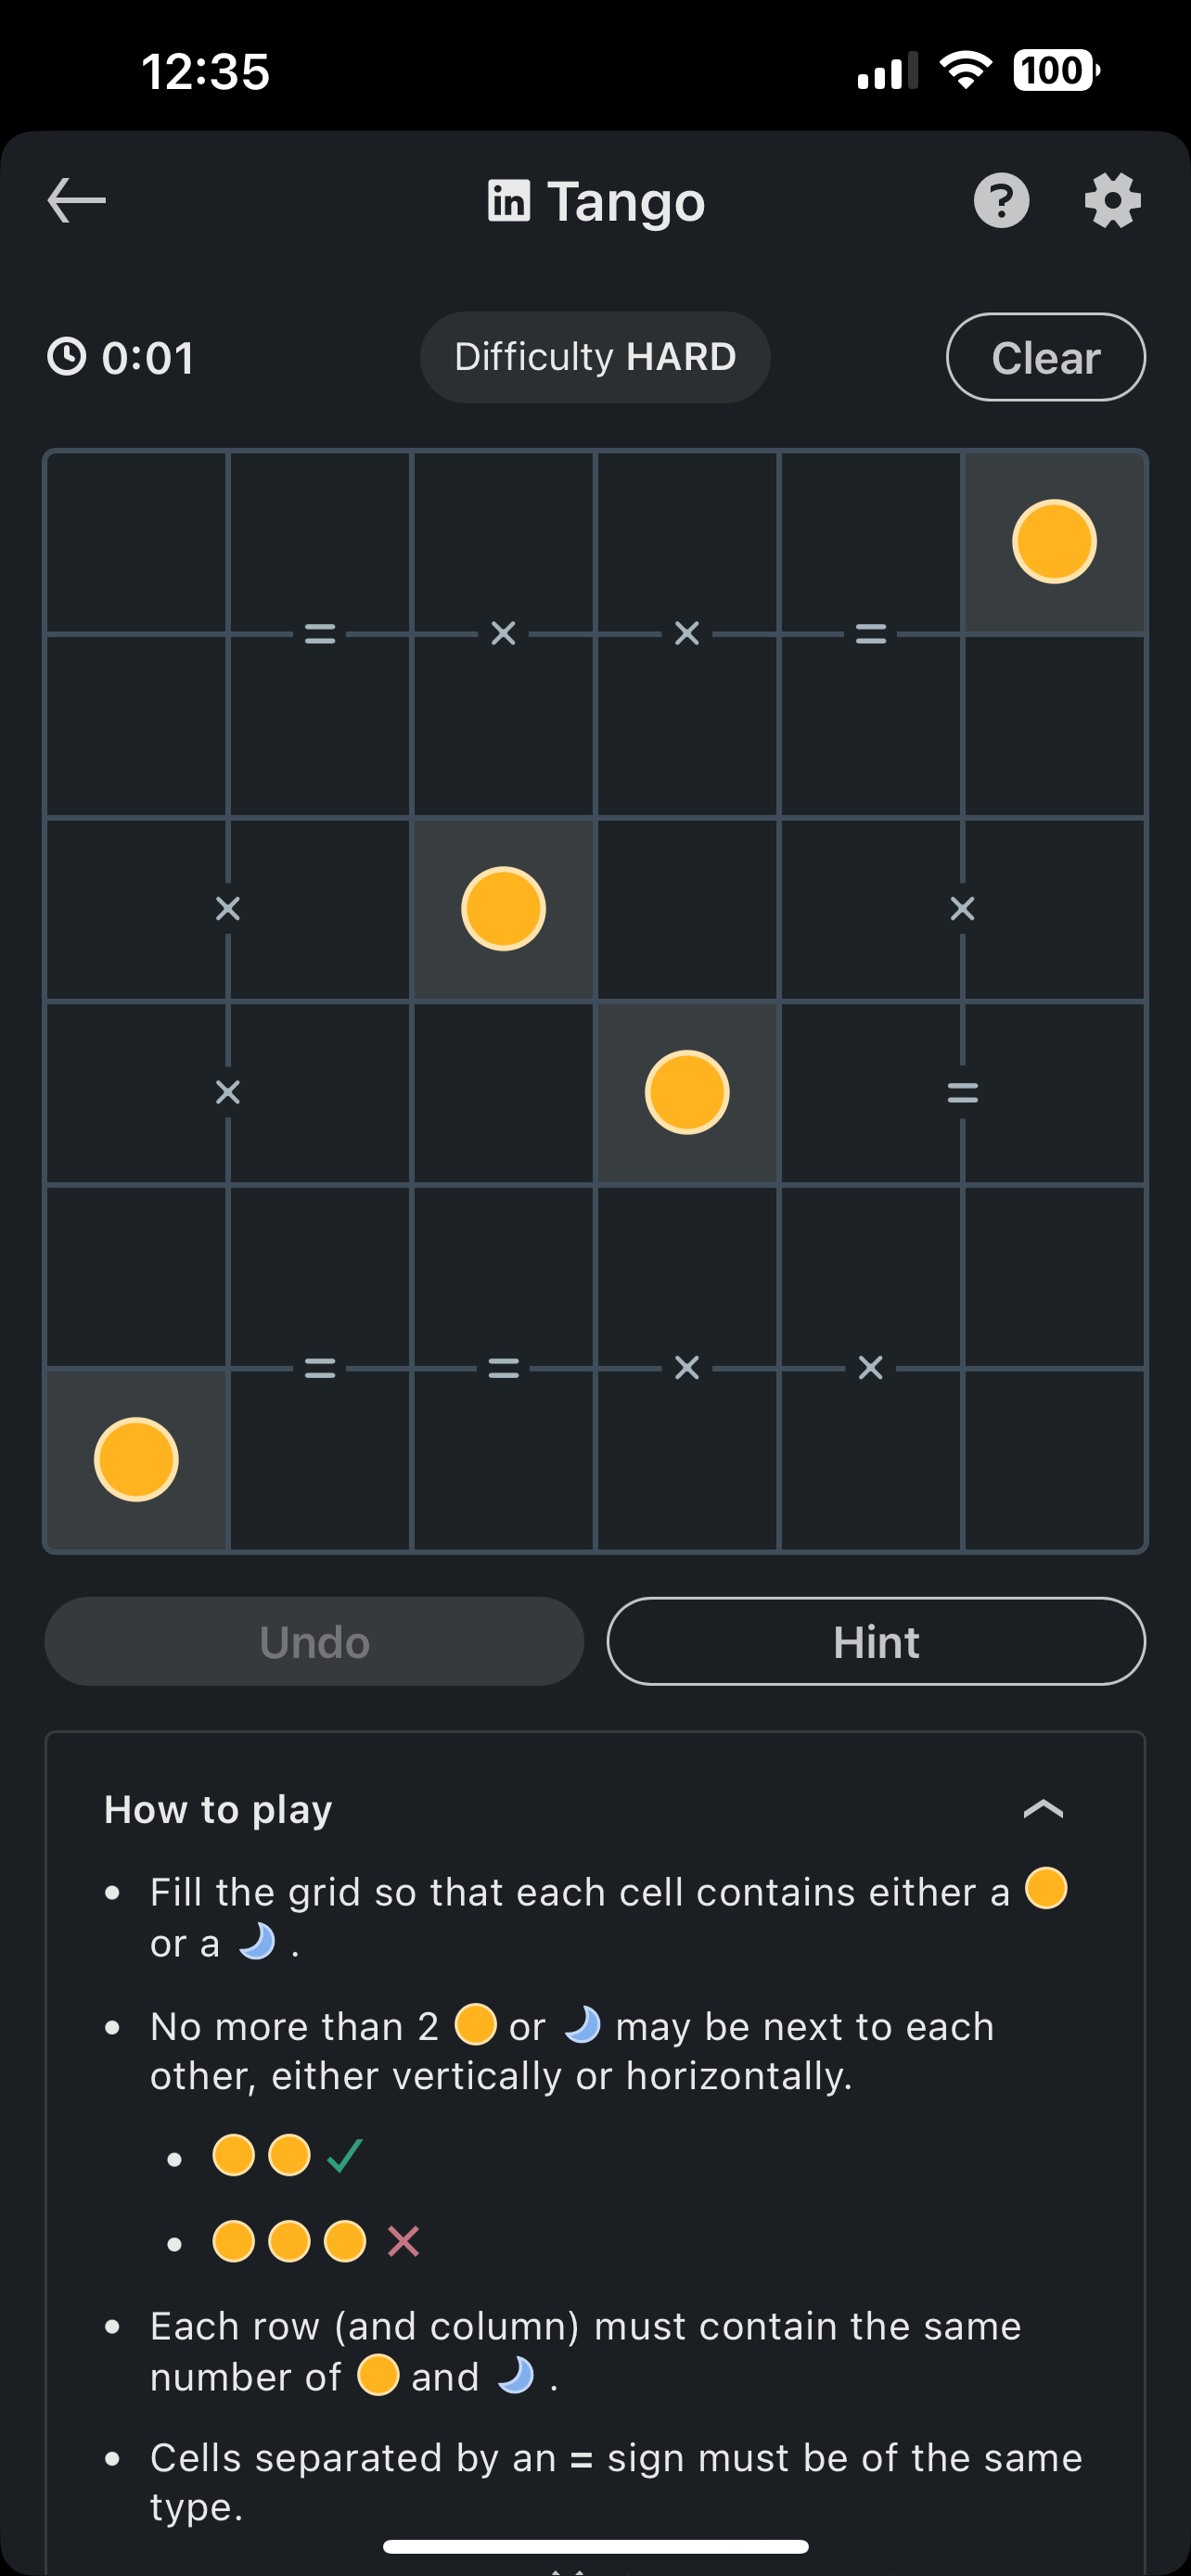 12:35
100
in Tango
?
0:01
Difficulty HARD
Clear
= × × =
× ×
× =
= = × ×
Undo
Hint
How to play
• Fill the grid so that each cell contains either a
or a .
• No more than 2 or may be next to each
other, either vertically or horizontally.
• Each row (and column) must contain the same
number of and .
• Cells separated by an = sign must be of the same
type.